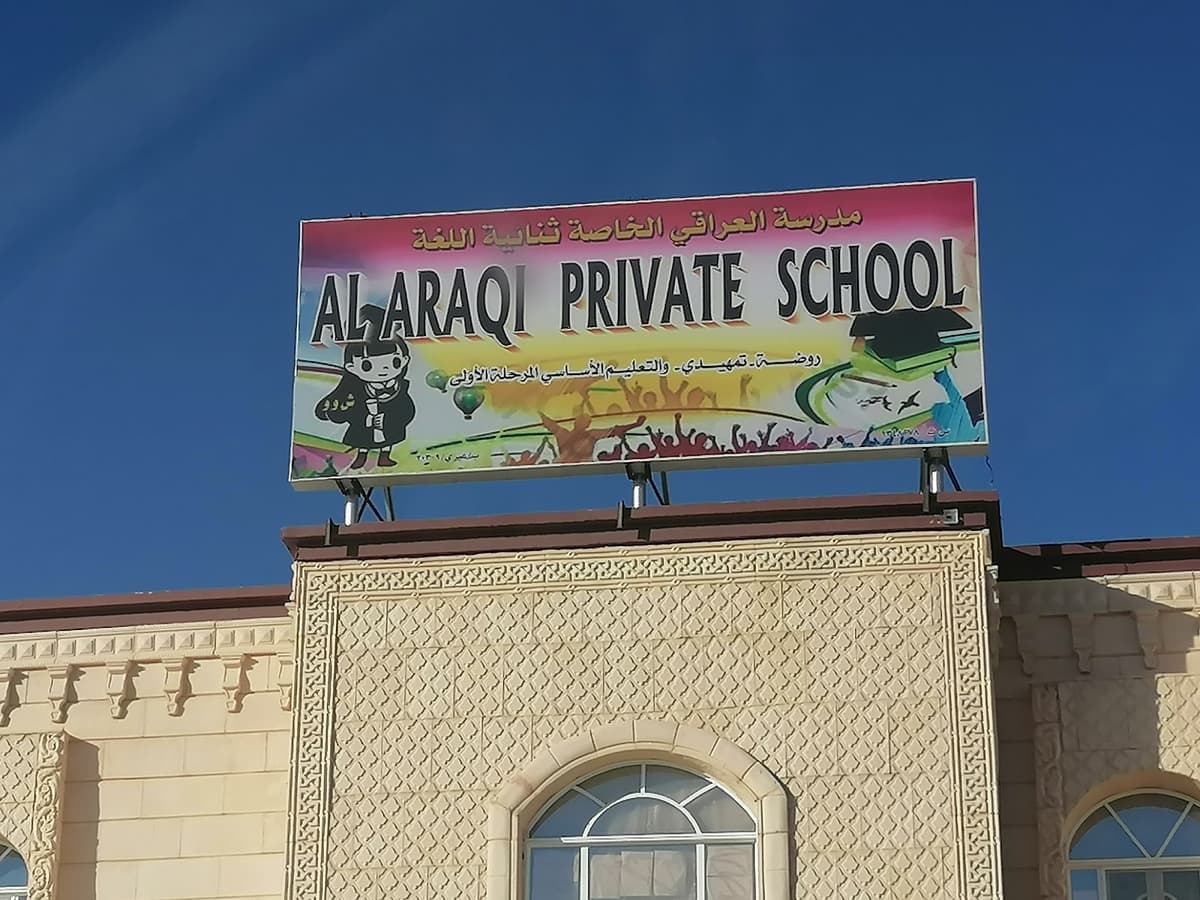 مدرسة العراقي الخاصة ثنائية اللغة
AL ARAQI PRIVATE SCHOOL
روضة - تمهيدي - والتعليم الأساسي المرحلة الأولى
ش و و